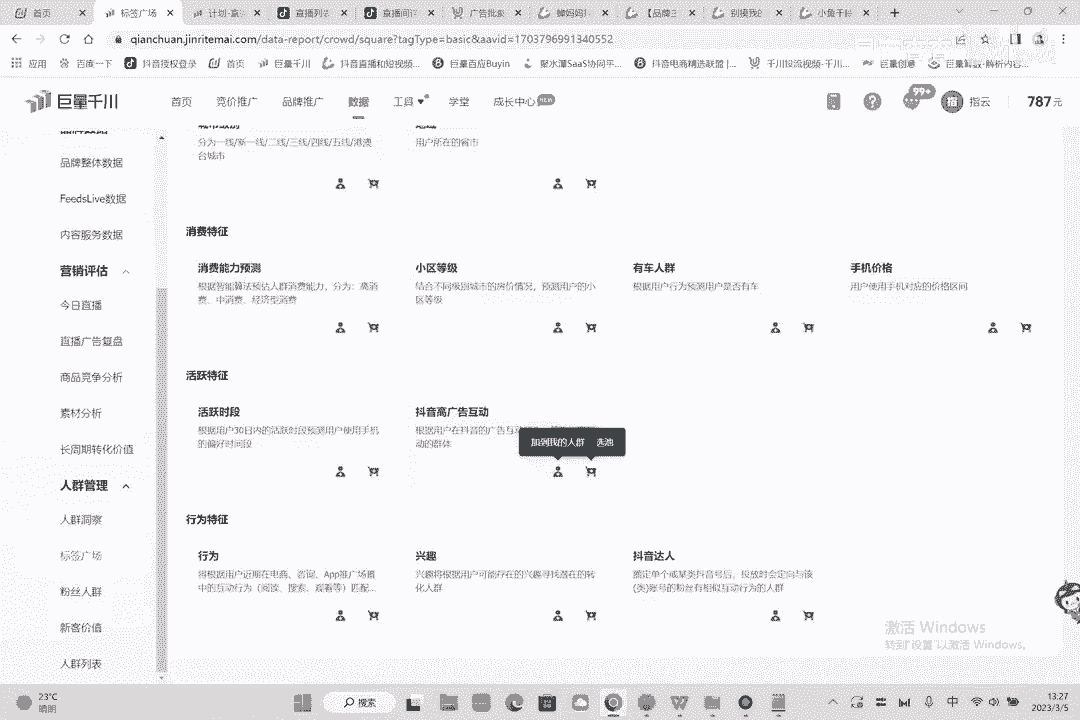 首页
标签广场
计划-直
直播列
直播间讠
广告批量
蝉妈妈
【品牌
别摸我
小鱼千
qianchuan.jinritemai.com/data-report/crowd/square?tagType=basic&aavid=1703796991340552
应用
百度一下
抖音授权登录
首页
巨量千川
抖音直播和短视频...
巨量百应Buyin
聚水潭SaaS协同平...
抖音电商精选联盟 |...
千川投流视频-千川...
巨量创意
巨量算数-解析内容...
巨量千川
首页
竞价推广
品牌推广
数据
工具
学堂
成长中心 NEW
99+
指
指云
787元
品牌数据
品牌整体数据
FeedsLive数据
内容服务数据
营销评估
今日直播
直播广告复盘
商品竞争分析
素材分析
长周期转化价值
人群管理
人群洞察
标签广场
粉丝人群
新客价值
人群列表
城市级别
分为一线/新一线/二线/三线/四线/五线/港澳
台城市
地域
用户所在的省市
消费特征
消费能力预测
根据智能算法预估人群消费能力，分为：高消
费、中消费、经济型消费
小区等级
结合不同级别城市的房价情况，预测用户的小
区等级
有车人群
根据用户行为预测用户是否有车
手机价格
用户使用手机对应的价格区间
活跃特征
活跃时段
根据用户30日内的活跃时段预测用户使用手机
的偏好时间段
抖音高广告互动
根据用户在抖音的广告互
动的群体
加到我的人群
选池
行为特征
行为
将根据用户近期在电商、咨询、App推广场景
中的互动行为（阅读、搜索、观看等）匹配...
兴趣
兴趣将根据用户可能存在的兴趣寻找潜在的转
化人群
抖音达人
确定单个或某类抖音号后，投放时会定向与该
(类)账号的粉丝有相似互动行为的人群
激活 Windows
转到"设置"以激活 Windows。
23°C
晴朗
搜索
中
13:27
2023/3/5